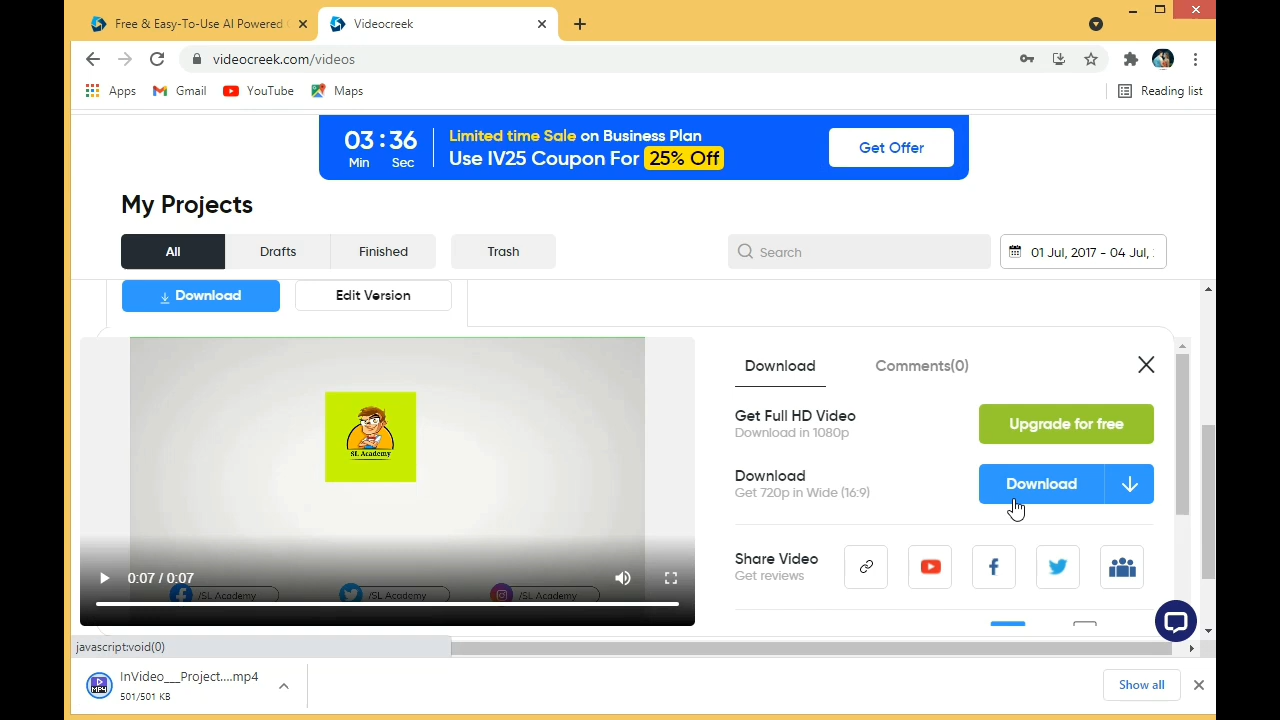 Free & Easy-To-Use AI Powered
Videocreek
videocreek.com/videos
Apps
Gmail
YouTube
Maps
Reading list
03 : 36
Min Sec
Limited time Sale on Business Plan
Use IV25 Coupon For 25% Off
Get Offer
My Projects
All
Drafts
Finished
Trash
Search
01 Jul, 2017 - 04 Jul, :
Download
Edit Version
SL Academy
0:07 / 0:07
/SL Academy
/SL Academy
/SL Academy
Download
Comments(0)
Get Full HD Video
Download in 1080p
Upgrade for free
Download
Get 720p in Wide (16:9)
Download
Share Video
Get reviews
javascript:void(0)
InVideo___Project....mp4
501/501 KB
Show all